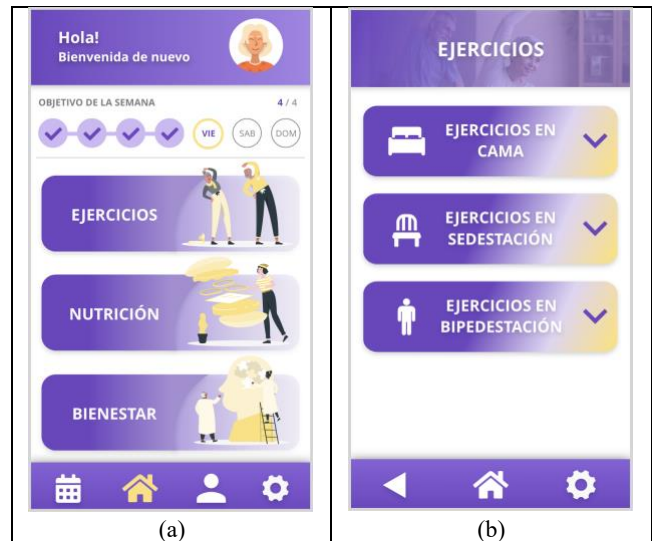 Hola!
Bienvenida de nuevo
OBJETIVO DE LA SEMANA 4 / 4
VIE SAB DOM
EJERCICIOS
NUTRICIÓN
BIENESTAR
(a)
EJERCICIOS
EJERCICIOS EN
CAMA
EJERCICIOS EN
SEDESTACIÓN
EJERCICIOS EN
BIPEDESTACIÓN
(b)